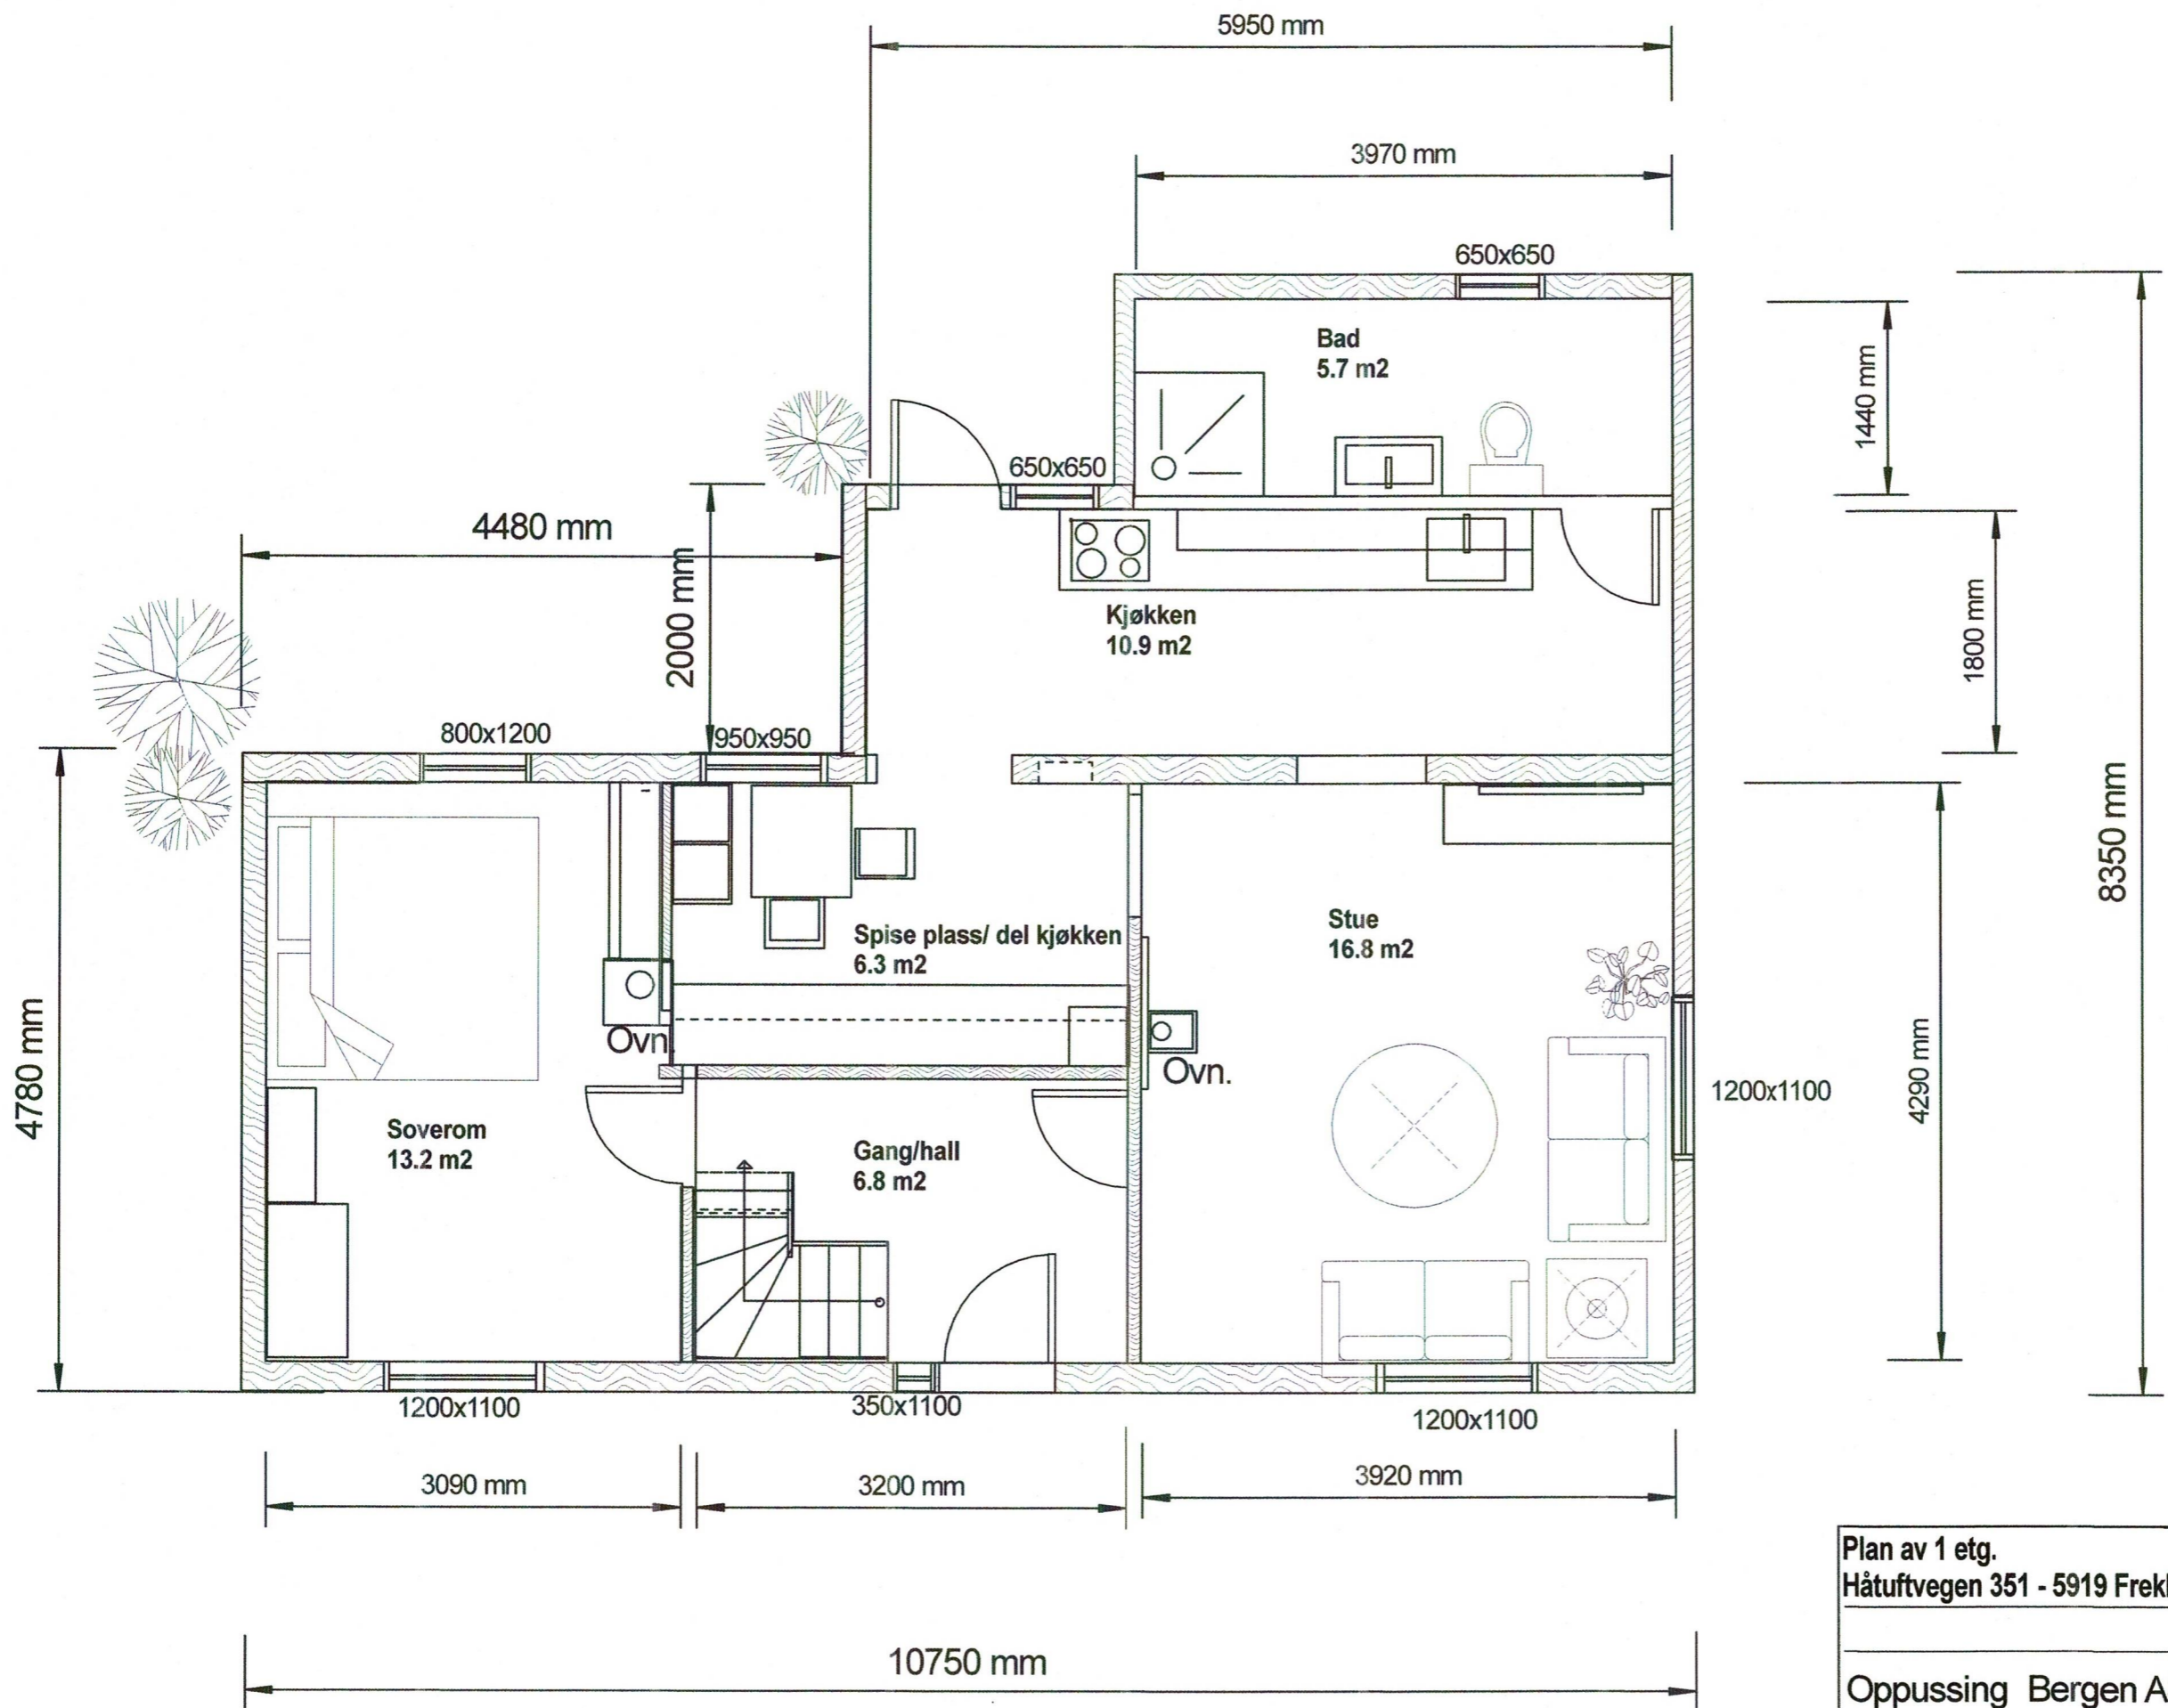 5950 mm
3970 mm
650x650
Bad
5.7 m2
1440 mm
650x650
4480 mm
2000 mm
Kjøkken
10.9 m2
1800 mm
800x1200
950x950
8350 mm
Stue
16.8 m2
Spise plass/ del kjøkken
6.3 m2
4780 mm
Ovn.
Ovn.
1200x1100
4290 mm
Soverom
13.2 m2
Gang/hall
6.8 m2
1200x1100
350x1100
1200x1100
3090 mm
3200 mm
3920 mm
Plan av 1 etg.
Håtuftvegen 351 - 5919
10750 mm
Oppussing Bergen A